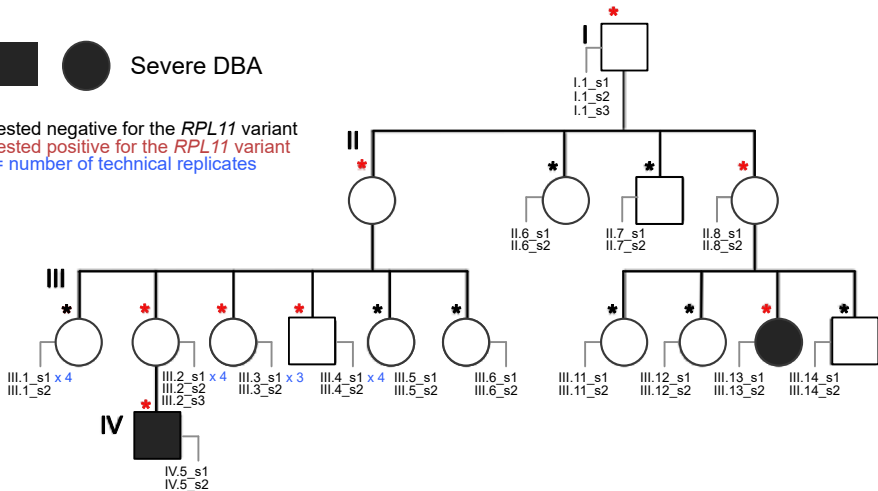 Severe DBA
ested negative for the RPL11 variant
ested positive for the RPL11 variant
= number of technical replicates
*
I
I.1_s1
I.1_s2
I.1_s3
II
*
*
*
*
II.6_s1
II.6_s2
II.7_s1
II.7_s2
II.8_s1
II.8_s2
III
*
*
*
*
*
*
*
*
*
*
III.1_s1 x 4
III.1_s2
III.2_s1 x 4
III.2_s2
III.2_s3
III.3_s1 x 3
III.3_s2
III.4_s1 x 4
III.4_s2
III.5_s1
III.5_s2
III.6_s1
III.6_s2
III.11_s1
III.11_s2
III.12_s1
III.12_s2
III.13_s1
III.13_s2
III.14_s1
III.14_s2
*
IV
IV.5_s1
IV.5_s2